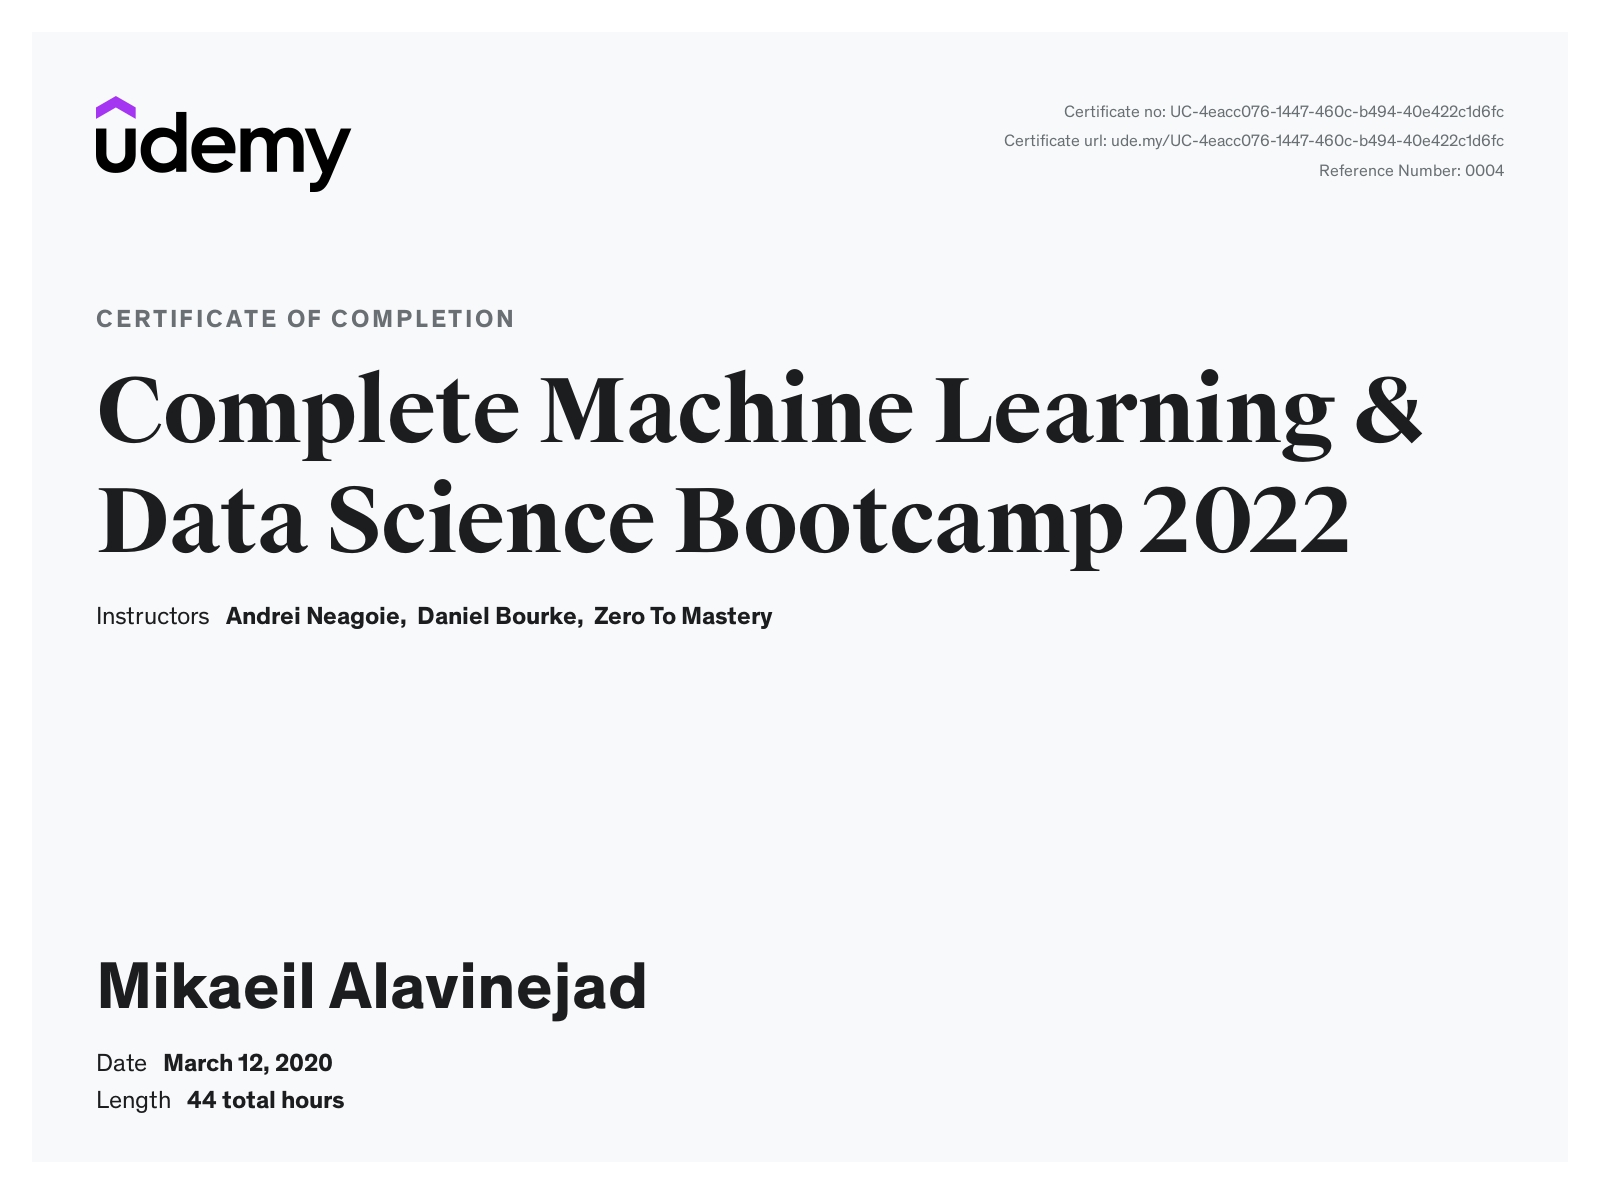 udemy
Certificate no: UC-4eacc076-1447-460c-b494-40e422c1d6fc
Certificate url: ude.my/UC-4eacc076-1447-460c-b494-40e422c1d6fc
Reference Number: 0004
CERTIFICATE OF COMPLETION
Complete Machine Learning &
Data Science Bootcamp 2022
Instructors Andrei Neagoie, Daniel Bourke, Zero To Mastery
Mikaeil Alavinejad
Date March 12, 2020
Length 44 total hours